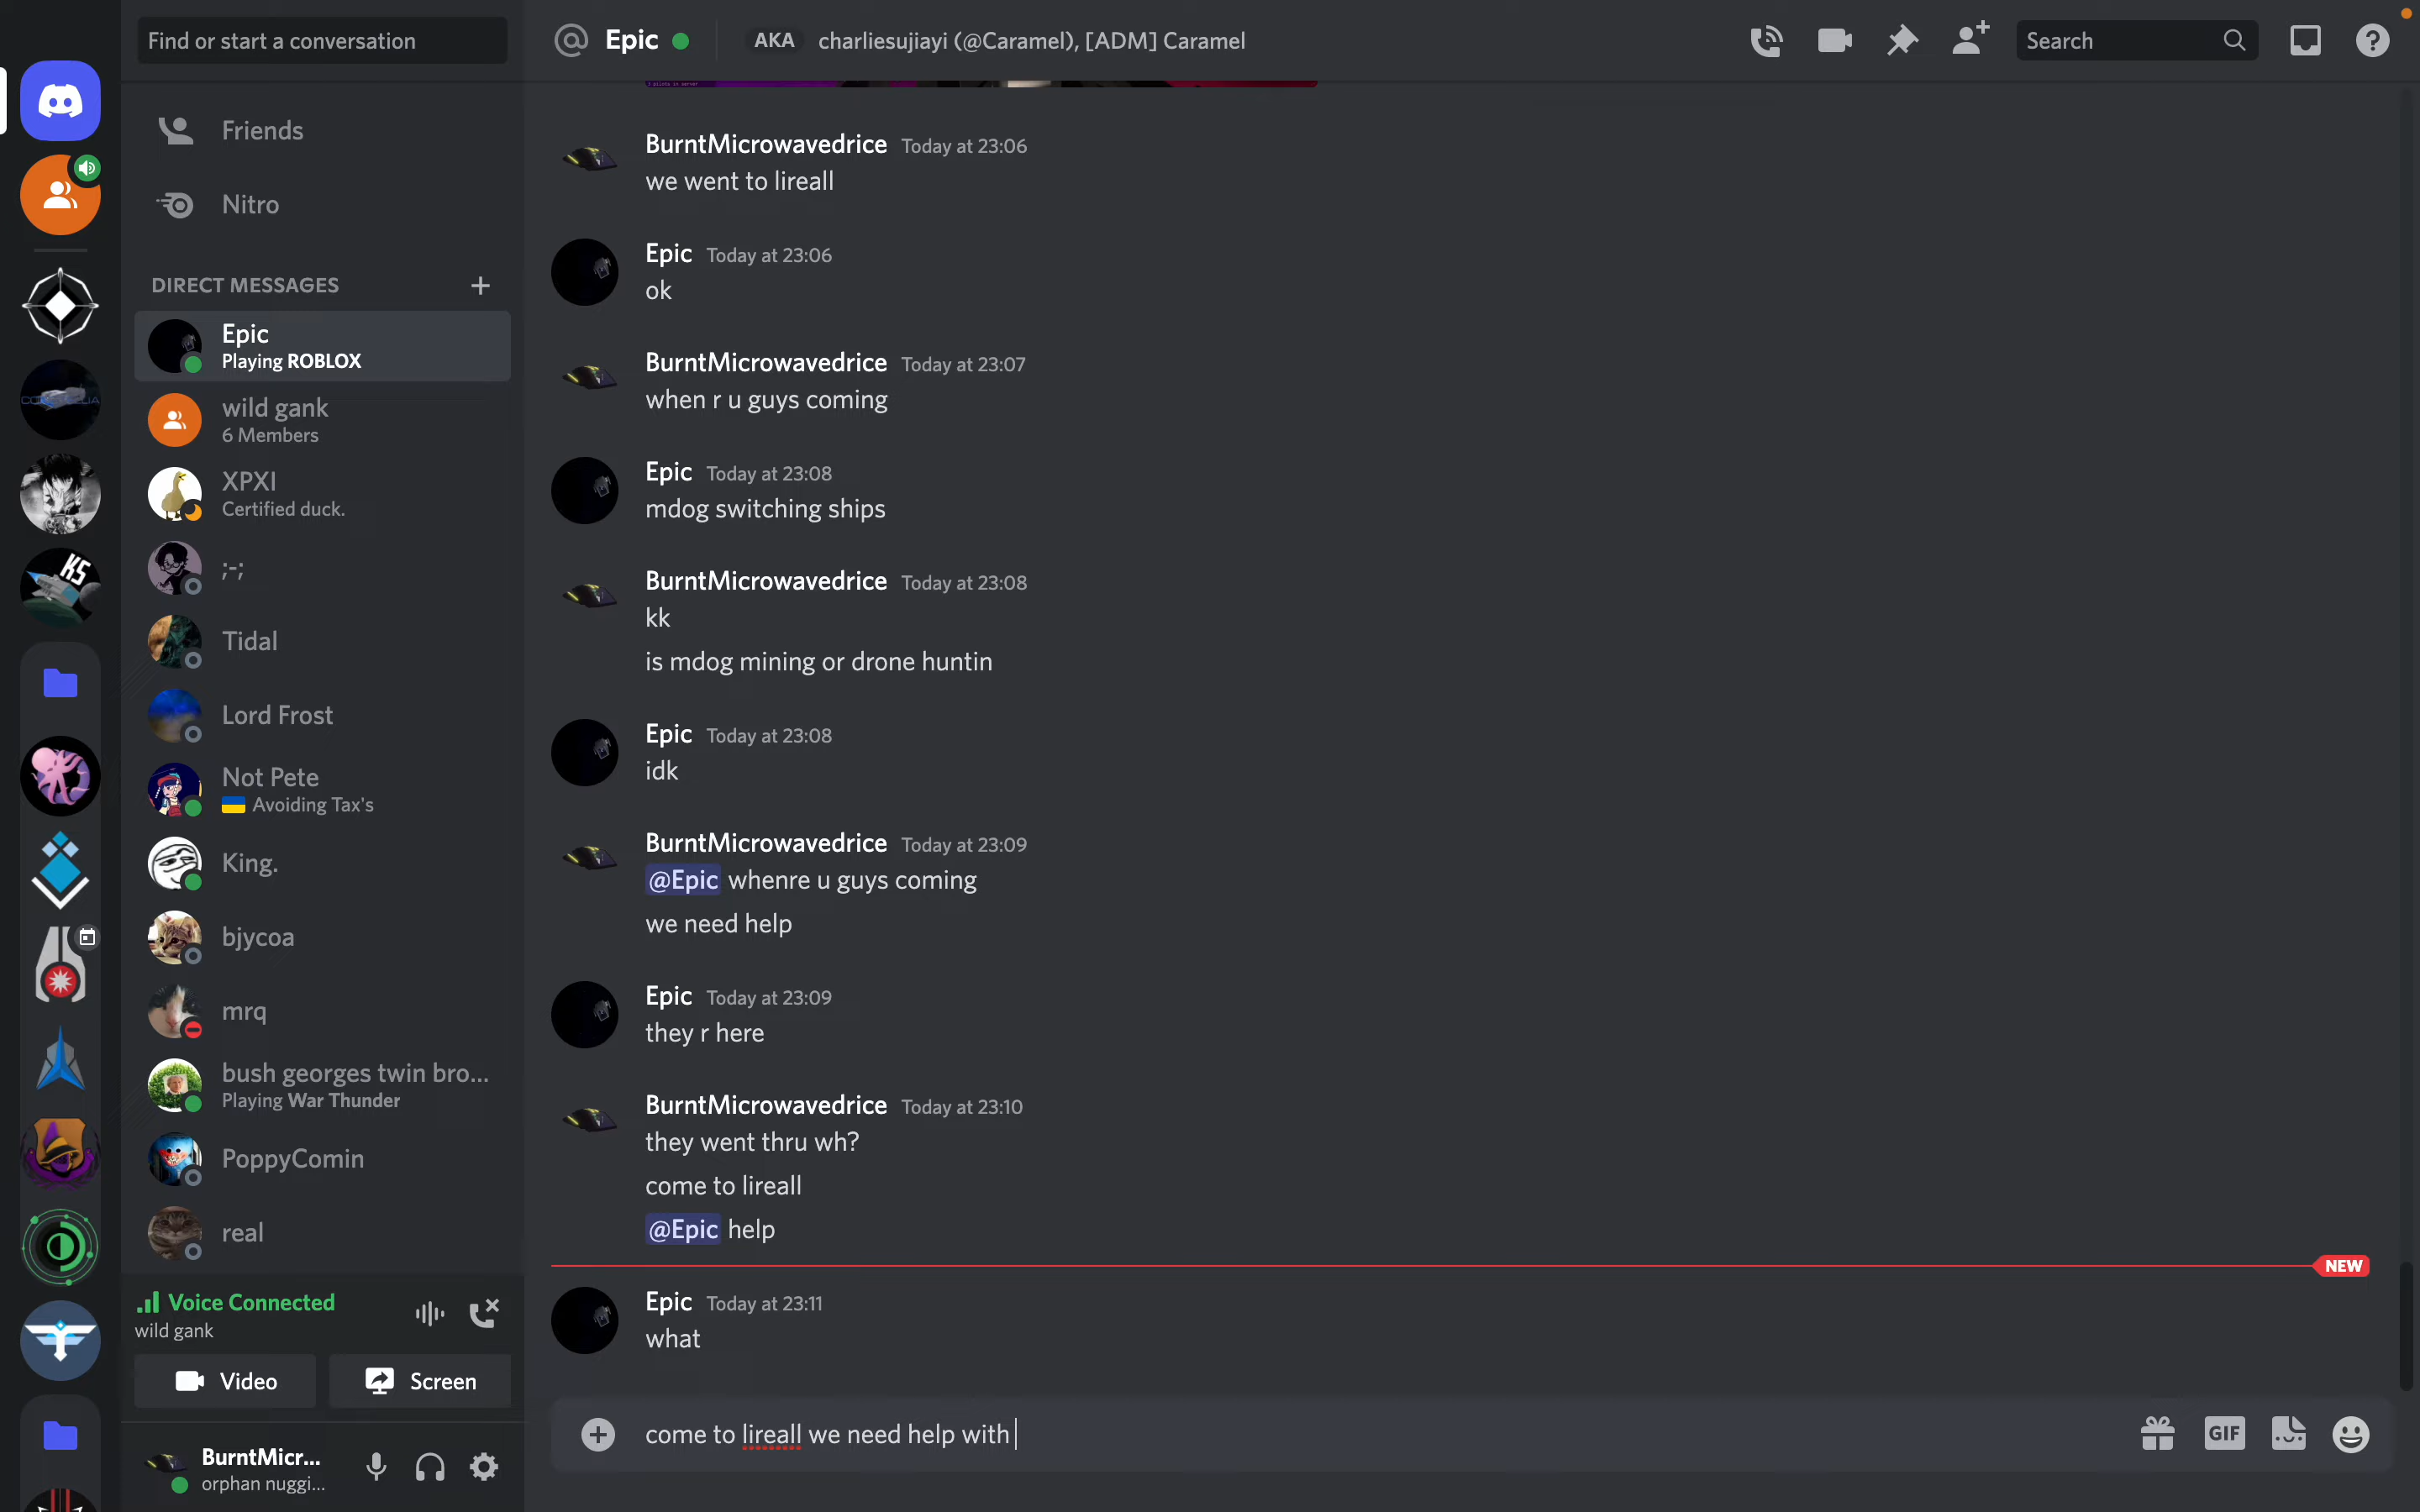 Find or start a conversation
Epic
AKA charliesujiayi (@Caramel), [ADM] Caramel
Search
Friends
Nitro
DIRECT MESSAGES
Epic
Playing ROBLOX
wild gank
6 Members
XPXI
Certified duck.
;-;
Tidal
Lord Frost
Not Pete
Avoiding Tax's
King.
bjycoa
mrq
bush georges twin bro...
Playing War Thunder
PoppyComin
real
Voice Connected
wild gank
Video
Screen
BurntMicr...
orphan nuggi...
KS
BurntMicrowavedrice Today at 23:06
we went to lireall
Epic Today at 23:06
ok
BurntMicrowavedrice Today at 23:07
when r u guys coming
Epic Today at 23:08
mdog switching ships
BurntMicrowavedrice Today at 23:08
kk
is mdog mining or drone huntin
Epic Today at 23:08
idk
BurntMicrowavedrice Today at 23:09
@Epic whenre u guys coming
we need help
Epic Today at 23:09
they r here
BurntMicrowavedrice Today at 23:10
they went thru wh?
come to lireall
@Epic help
NEW
Epic Today at 23:11
what
come to lireall we need help with
GIF